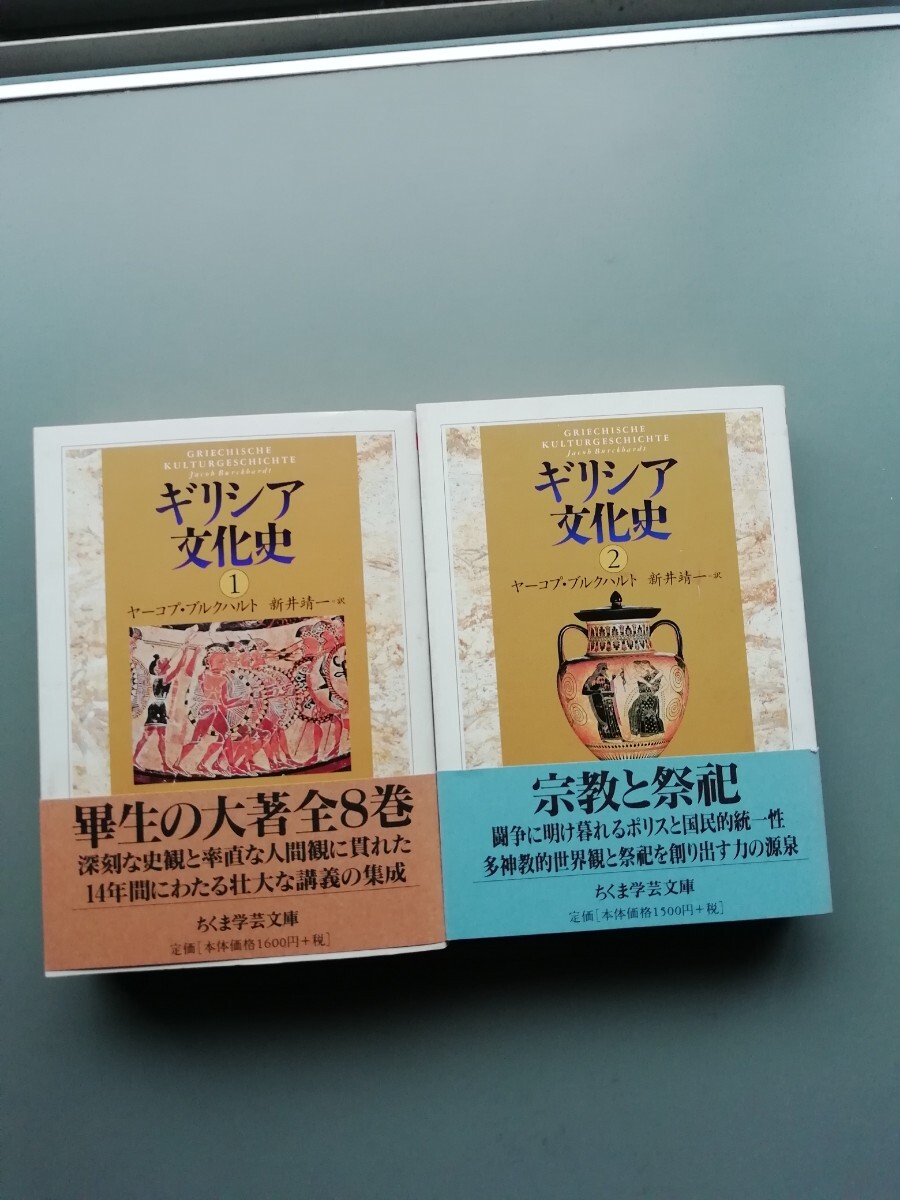 GRIECHISCHE
KULTURGESCHICHTE
Jacob Burckhardt
ギリシア
文化史
1
ヤーコプ・ブルクハルト 新井靖一・訳
畢生の大著全8巻
深刻な史観と率直な人間観に貫れた
14年間にわたる壮大な講義の集成
ちくま学芸文庫
定価[本体価格1600円+税]
GRIECHISCHE
KULTURGESCHICHTE
Jacob Burckhardt
ギリシア
文化史
2
ヤーコプ・ブルクハルト 新井靖一・訳
宗教と祭祀
闘争に明け暮れるポリスと国民的統一性
多神教的世界観と祭祀を創り出す力の源泉
ちくま学芸文庫
定価[本体価格1500円+税]